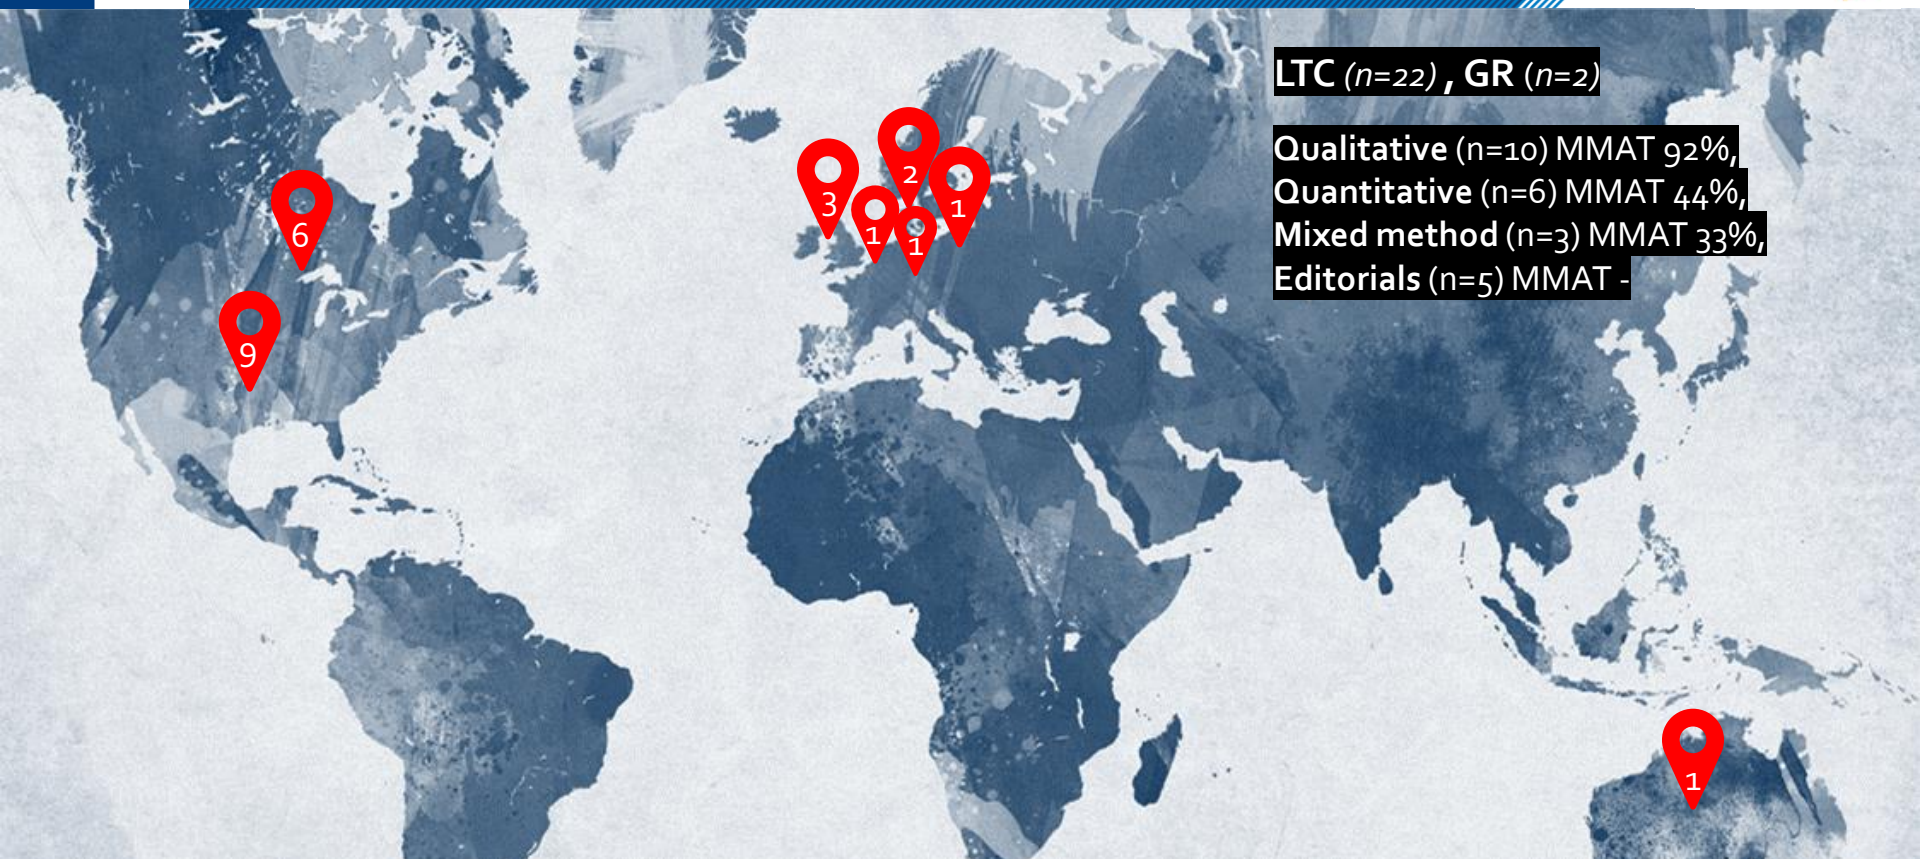 LTC (n=22) , GR (n=2)
Qualitative (n=10) MMAT 92%,
Quantitative (n=6) MMAT 44%,
Mixed method (n=3) MMAT 33%,
Editorials (n=5) MMAT -
2
3
1
1
1
6
9
1